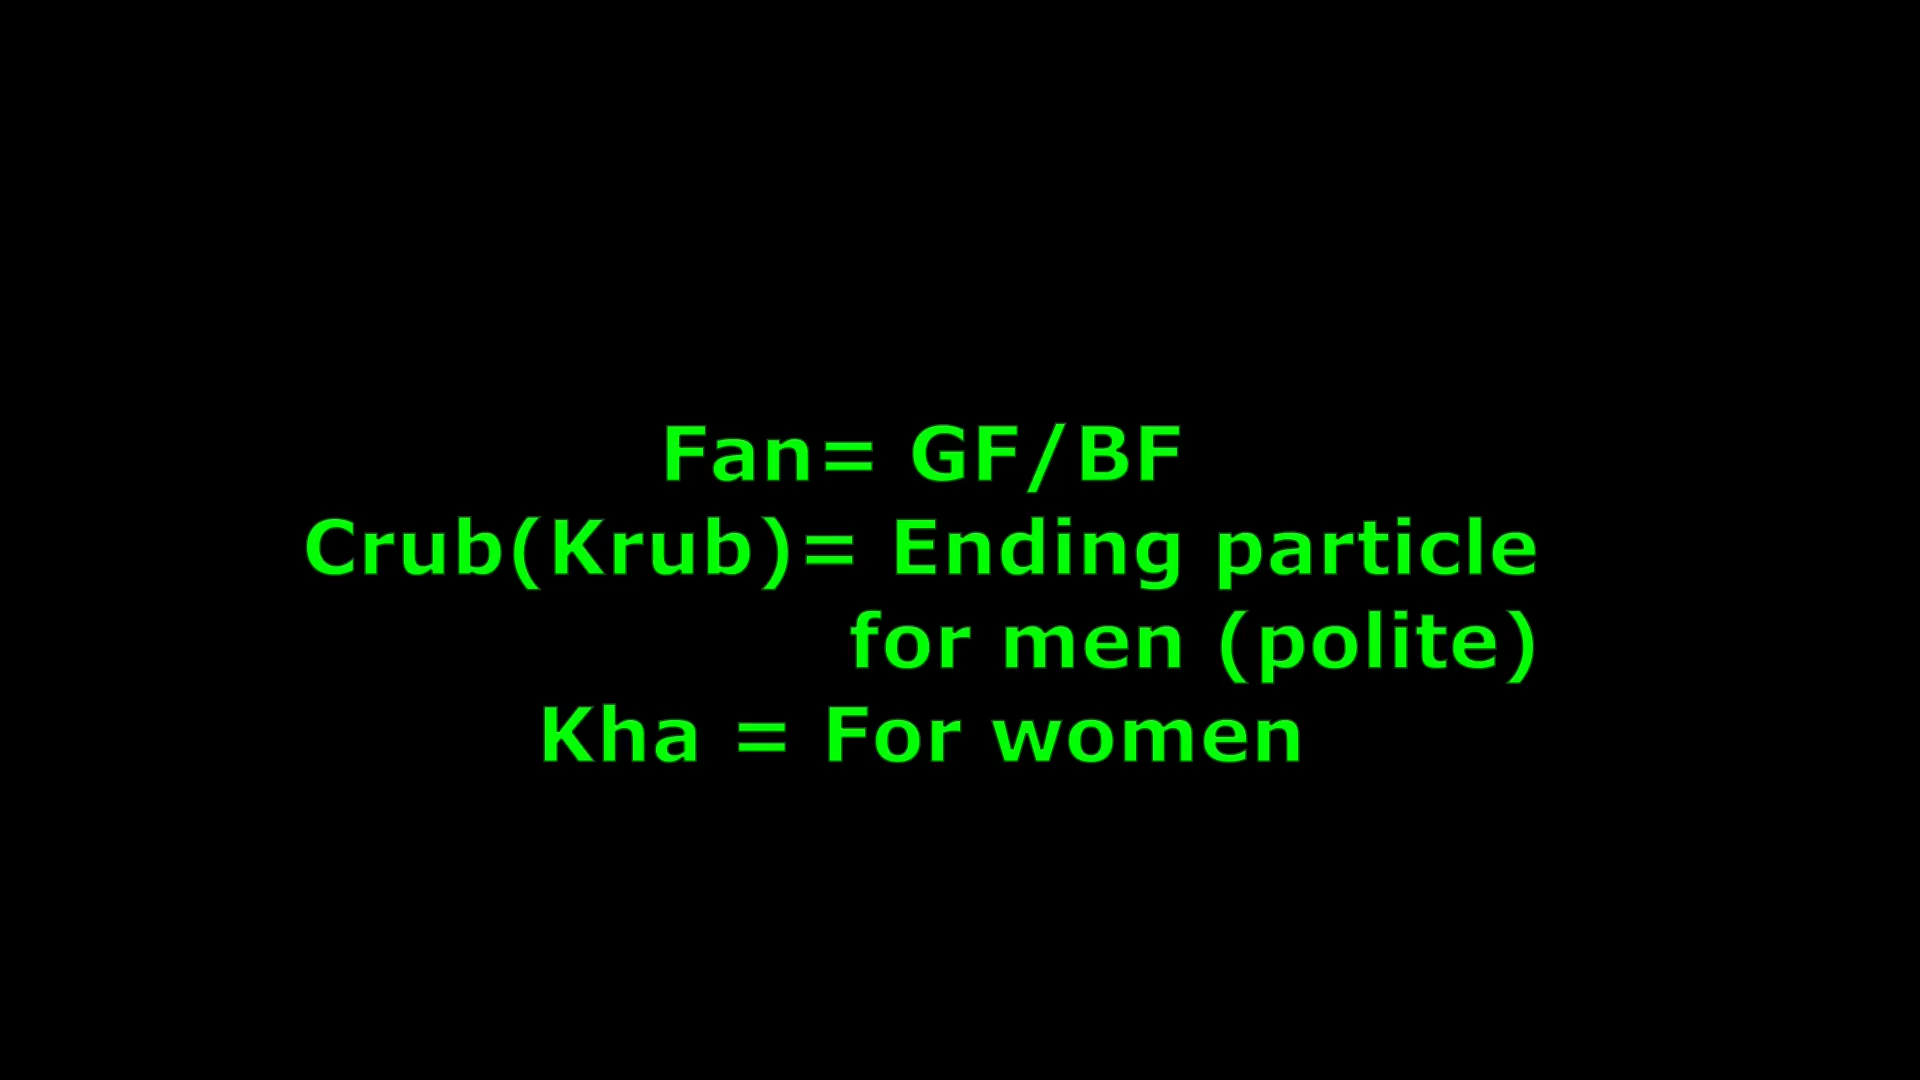 Fan= GF/BF
Crub(Krub)= Ending particle
for men (polite)
Kha = For women